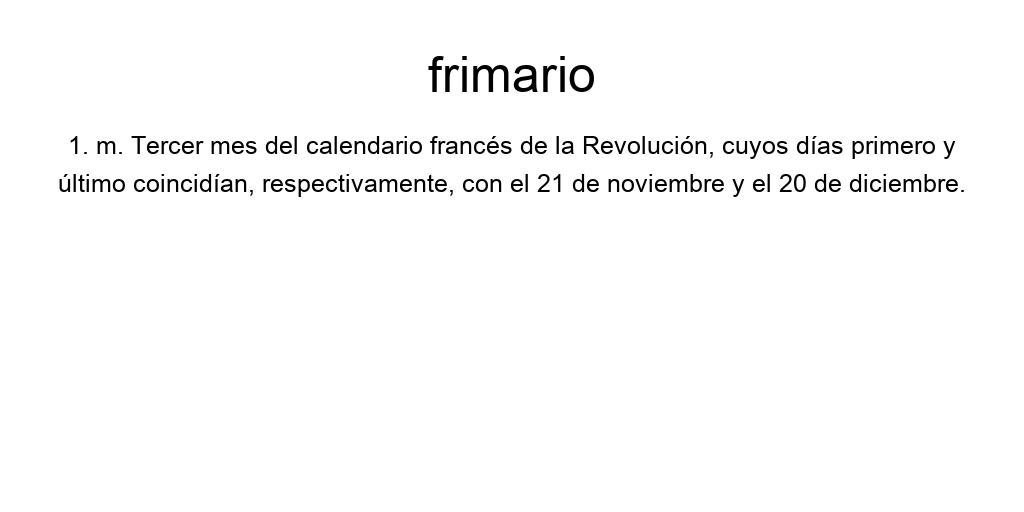 frimario
1. m. Tercer mes del calendario francés de la Revolución, cuyos días primero y
último coincidían, respectivamente, con el 21 de noviembre y el 20 de diciembre.